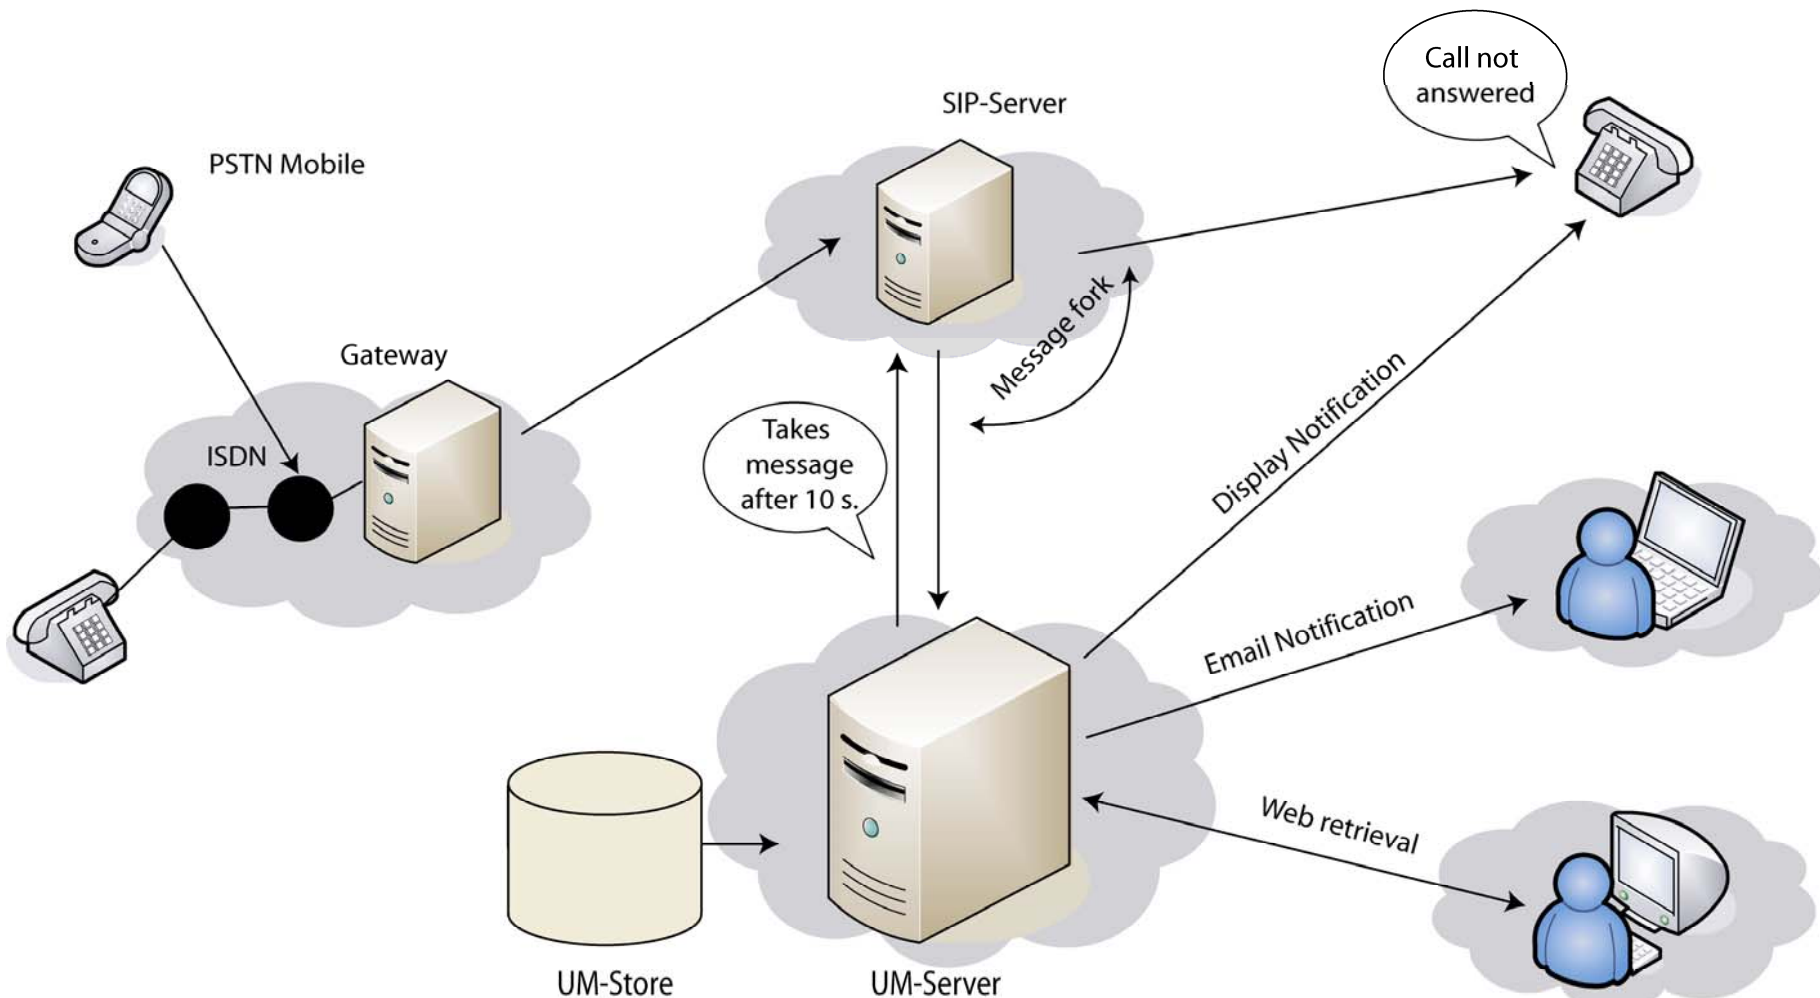 Call not
answered
SIP-Server
PSTN Mobile
Message fork
Gateway
Takes
message
after 10 s.
ISDN
Display Notification
Email Notification
Web retrieval
UM-Store
UM-Server